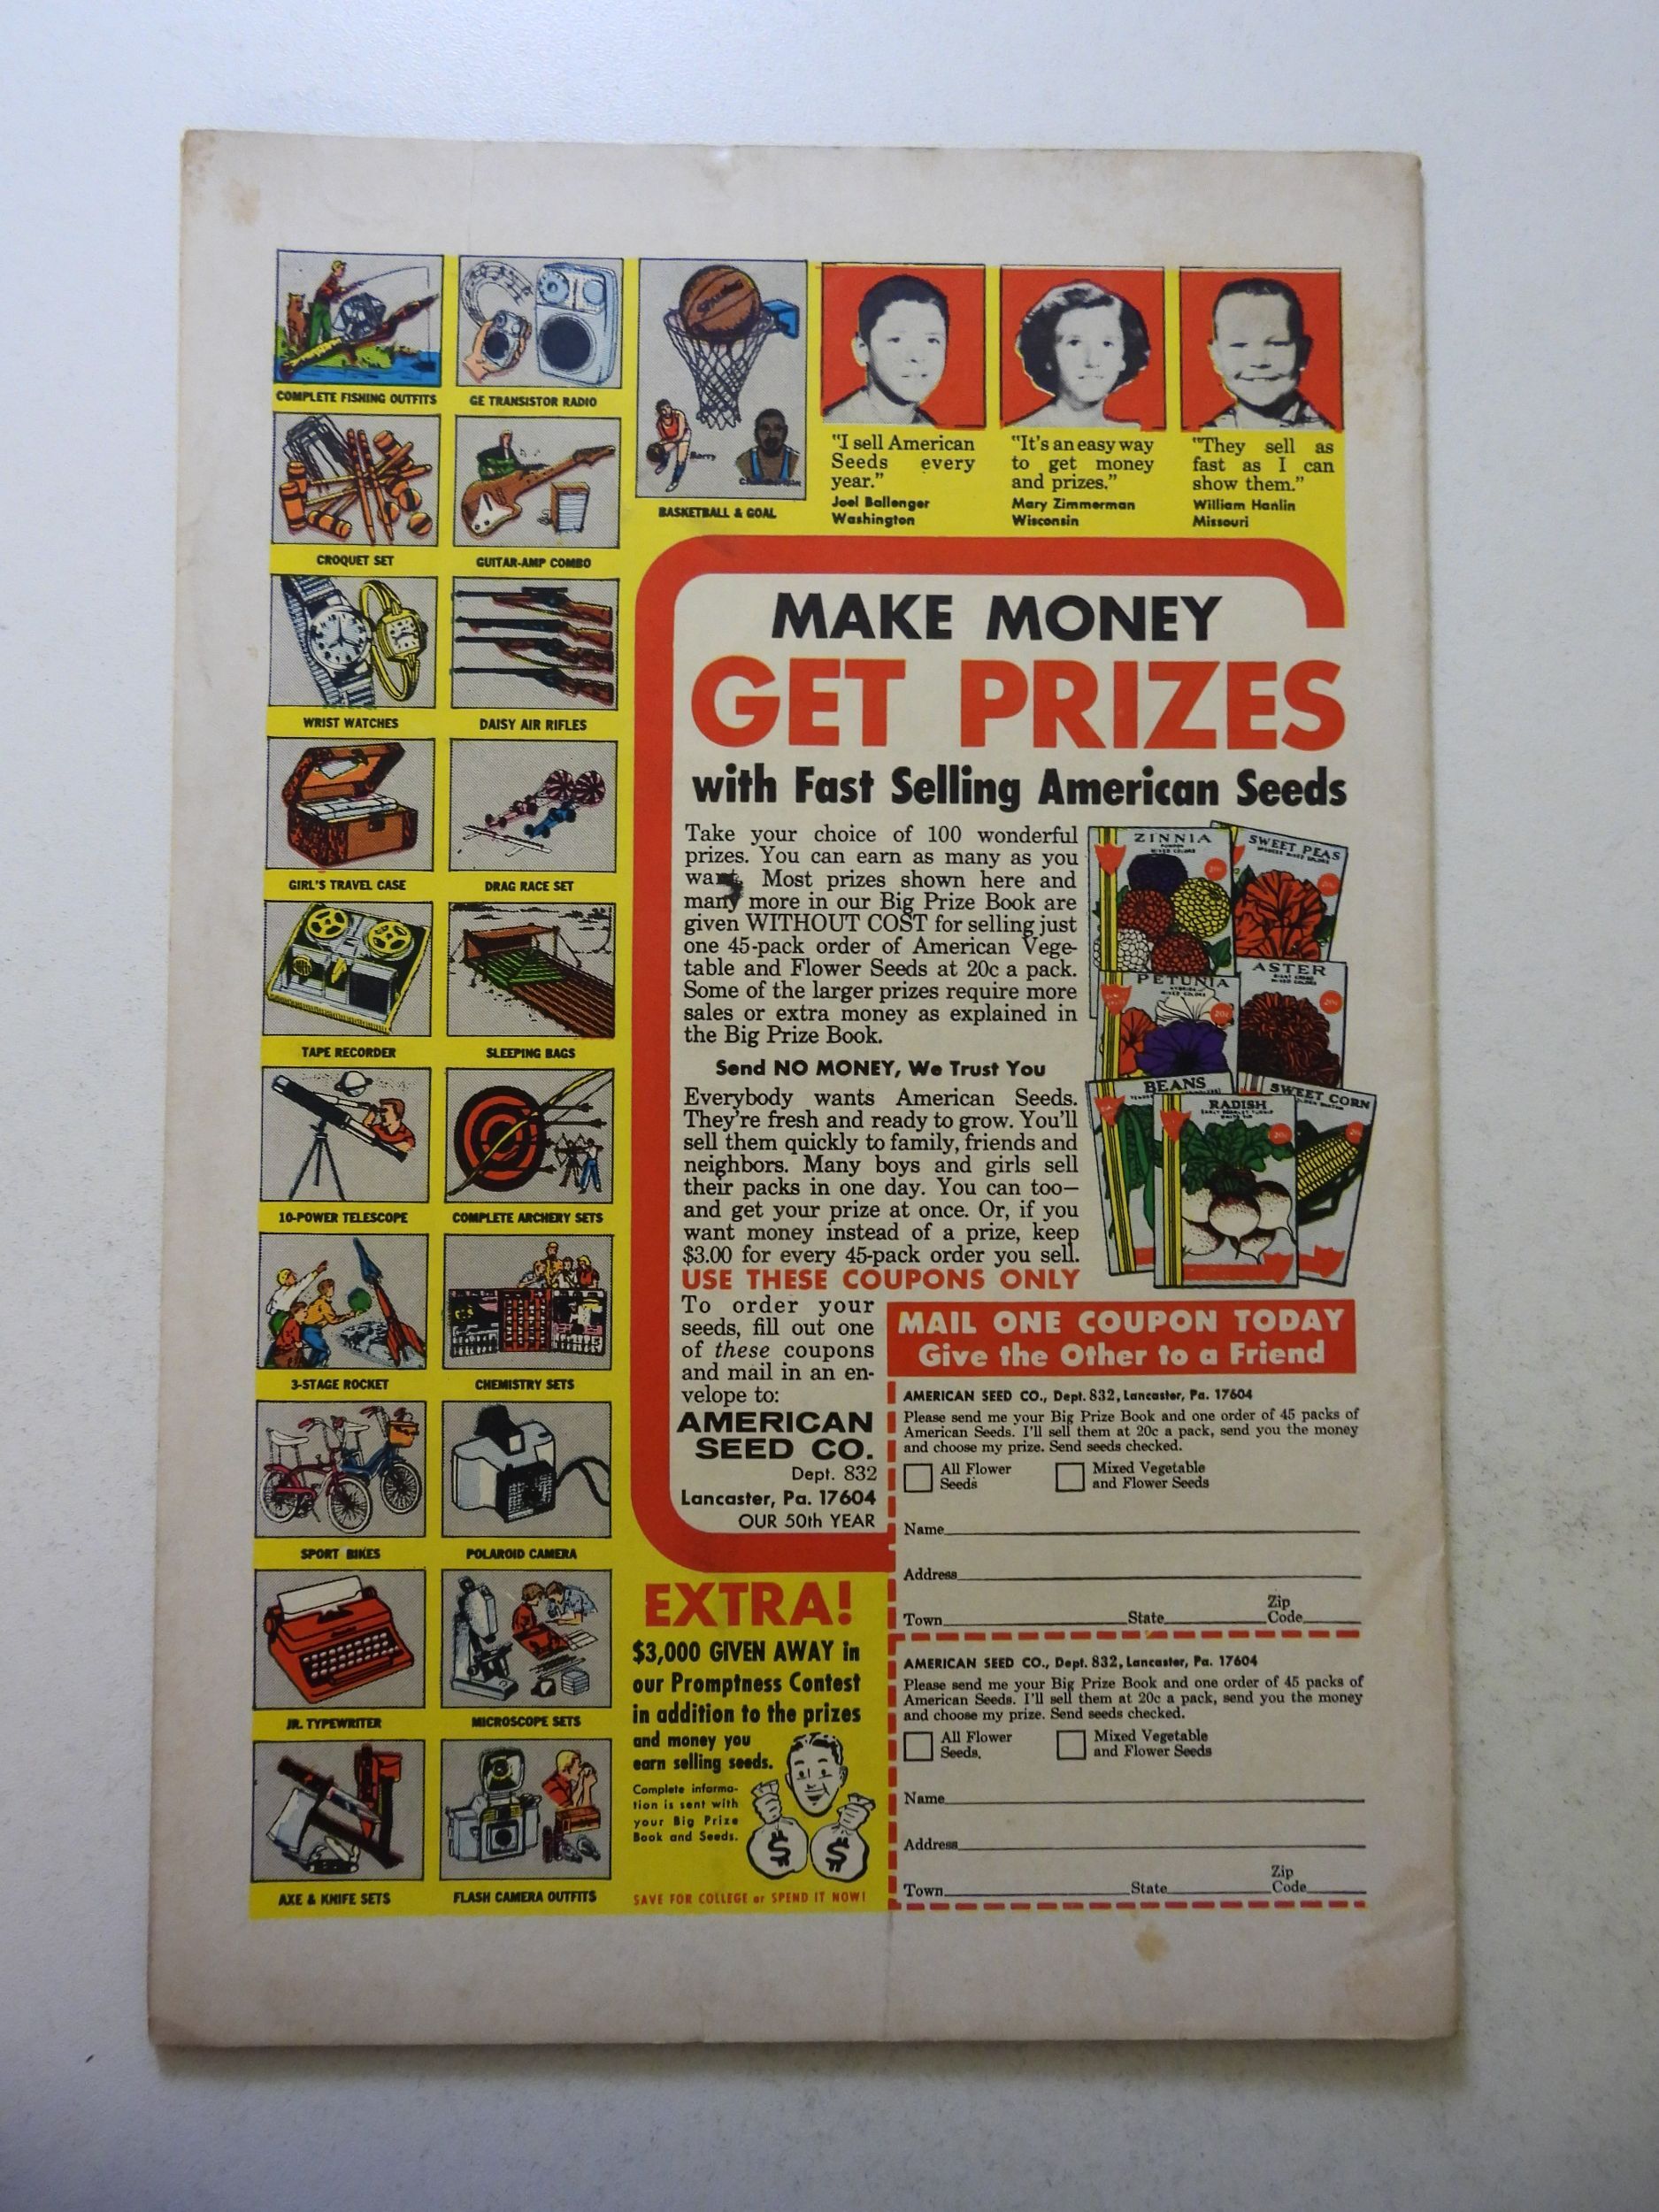 COMPLETE FISHING OUTFITS
GE TRANSISTOR RADIO
Spalding
Barry
Chamberlain
BASKETBALL & GOAL
"I sell American
Seeds every
year."
Joel Ballenger
Washington
"It's an easy way
to get money
and prizes."
Mary Zimmerman
Wisconsin
"They sell as
fast as I can
show them."
William Hanlin
Missouri
CROQUET SET
GUITAR-AMP COMBO
WRIST WATCHES
DAISY AIR RIFLES
GIRL'S TRAVEL CASE
DRAG RACE SET
TAPE RECORDER
SLEEPING BAGS
10-POWER TELESCOPE
COMPLETE ARCHERY SETS
3-STAGE ROCKET
CHEMISTRY SETS
SPORT BIKES
POLAROID CAMERA
JR. TYPEWRITER
MICROSCOPE SETS
AXE & KNIFE SETS
FLASH CAMERA OUTFITS
MAKE MONEY
GET PRIZES
with Fast Selling American Seeds
Take your choice of 100 wonderful
prizes. You can earn as many as you
want. Most prizes shown here and
many more in our Big Prize Book are
given WITHOUT COST for selling just
one 45-pack order of American Vege-
table and Flower Seeds at 20c a pack.
Some of the larger prizes require more
sales or extra money as explained in
the Big Prize Book.
Send NO MONEY, We Trust You
Everybody wants American Seeds.
They're fresh and ready to grow. You'll
sell them quickly to family, friends and
neighbors. Many boys and girls sell
their packs in one day. You can too—
and get your prize at once. Or, if you
want money instead of a prize, keep
$3.00 for every 45-pack order you sell.
USE THESE COUPONS ONLY
To order your
seeds, fill out one
of these coupons
and mail in an en-
velope to:
AMERICAN
SEED CO.
Dept. 832
Lancaster, Pa. 17604
OUR 50th YEAR
ZINNIA
MIXED COLORS
20c
SWEET PEAS
MIXED COLORS
20c
PETUNIA
MIXED COLORS
20c
ASTER
MIXED COLORS
20c
BEANS
RADISH
20c
SWEET CORN
20c
MAIL ONE COUPON TODAY
Give the Other to a Friend
AMERICAN SEED CO., Dept. 832, Lancaster, Pa. 17604
Please send me your Big Prize Book and one order of 45 packs of
American Seeds. I'll sell them at 20c a pack, send you the money
and choose my prize. Send seeds checked.
All Flower Seeds
Mixed Vegetable and Flower Seeds
Name
Address
Town State Zip Code
AMERICAN SEED CO., Dept. 832, Lancaster, Pa. 17604
Please send me your Big Prize Book and one order of 45 packs of
American Seeds. I'll sell them at 20c a pack, send you the money
and choose my prize. Send seeds checked.
All Flower Seeds.
Mixed Vegetable and Flower Seeds
Name
Address
Town State Zip Code
EXTRA!
$3,000 GIVEN AWAY in
our Promptness Contest
in addition to the prizes
and money you
earn selling seeds.
Complete informa-
tion is sent with
your Big Prize
Book and Seeds.
$ $
SAVE FOR COLLEGE or SPEND IT NOW!